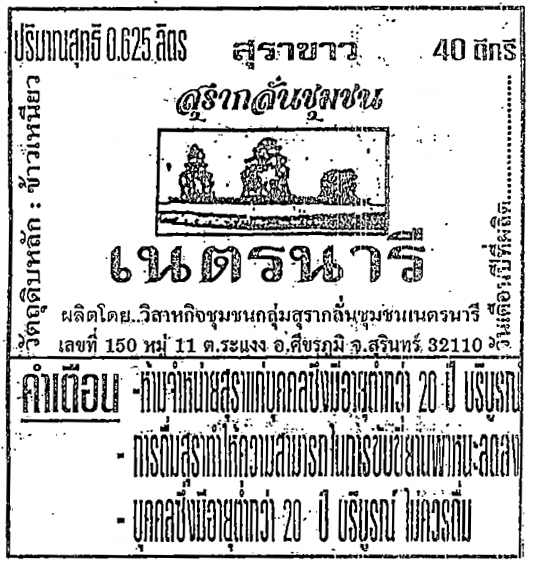 ปริมาณสุทธิ 0.625 ลิตร
สุราขาว
40 ดีกรี
สุรากลั่นชุมชน
วัตถุดิบหลัก : ข้าวเหนียว
วันเดือนปีที่ผลิต....................
เนตรนารี
ผลิตโดย..วิสาหกิจชุมชนกลุ่มสุรากลั่นชุมชนเนตรนารี
เลขที่ 150 หมู่ 11 ต.ระแงง อ.ศีขรภูมิ จ.สุรินทร์ 32110
คำเตือน -ห้ามจำหน่ายสุราแก่บุคคลซึ่งมีอายุต่ำกว่า 20 ปี บริบูรณ์
- การดื่มสุราทำให้ความสามารถในการขับขี่ยานพาหนะลดลง
- บุคคลซึ่งมีอายุต่ำกว่า 20 ปี บริบูรณ์ ไม่ควรดื่ม